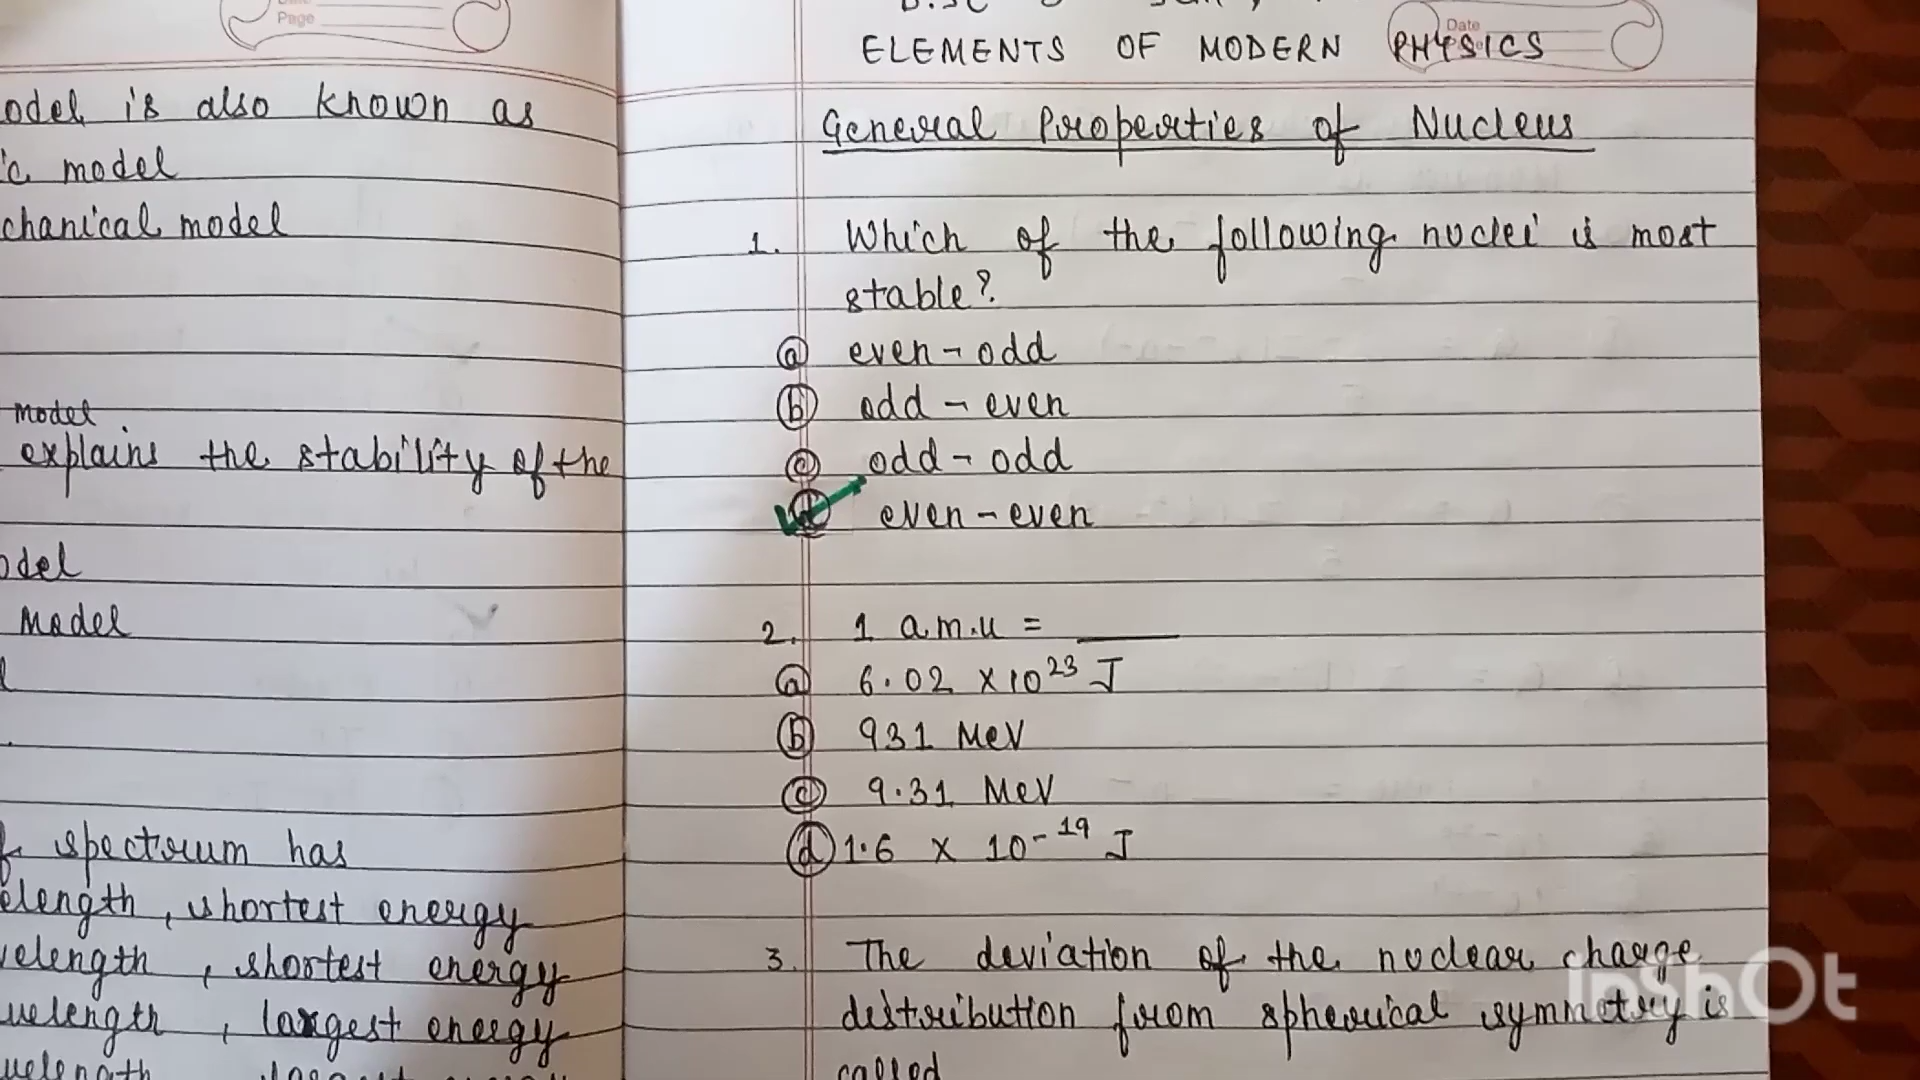 Page
odel is also known as
ic model
chanical model
model
explains the stability of the
odel
Model
spectrum has
elength, shortest energy
velength, shortest energy
velength, largest energy
ELEMENTS OF MODERN PHYSICS
Date
General Properties of Nucleus
1. Which of the following nuclei is most
stable?
(a) even - odd
(b) odd - even
(c) odd - odd
(d) even - even
2. 1 a.m.u = ____
(a) 6.02 × 10²³ J
(b) 931 MeV
(c) 9.31 MeV
(d) 1.6 × 10⁻¹⁹ J
3. The deviation of the nuclear charge
distribution from spherical symmetry is
called
InShOt